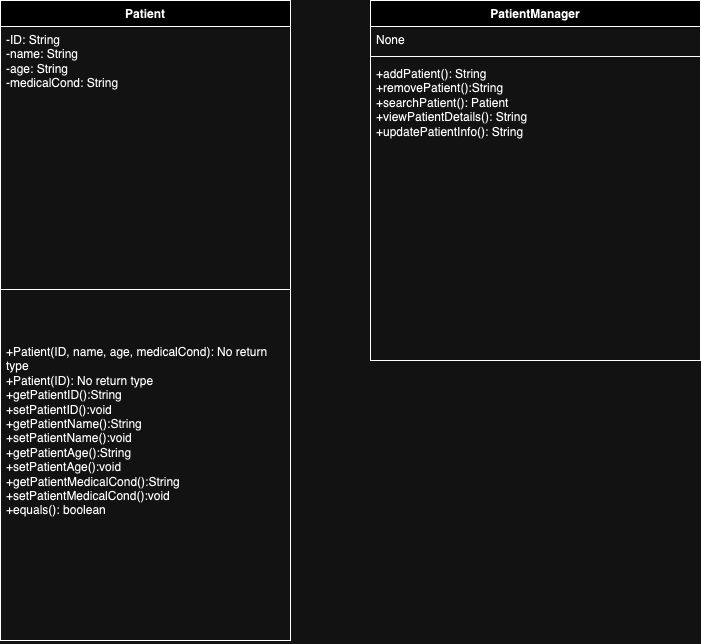 Patient
-ID: String
-name: String
-age: String
-medicalCond: String
+Patient(ID, name, age, medicalCond): No return
type
+Patient(ID): No return type
+getPatientID():String
+setPatientID():void
+getPatientName():String
+setPatientName():void
+getPatientAge():String
+setPatientAge():void
+getPatientMedicalCond():String
+setPatientMedicalCond():void
+equals(): boolean
PatientManager
None
+addPatient(): String
+removePatient():String
+searchPatient(): Patient
+viewPatientDetails(): String
+updatePatientInfo(): String